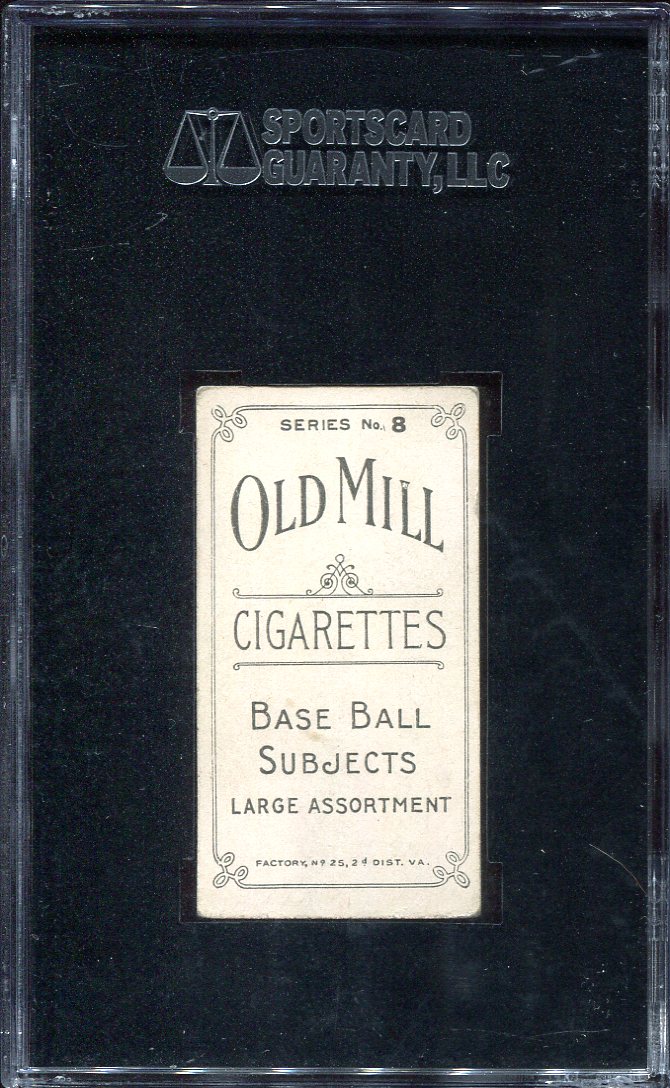 SPORTSCARD
GUARANTY, LLC
SERIES No. 8
OLD MILL
CIGARETTES
BASE BALL
SUBJECTS
LARGE ASSORTMENT
FACTORY, Nº 25, 2d DIST. VA.